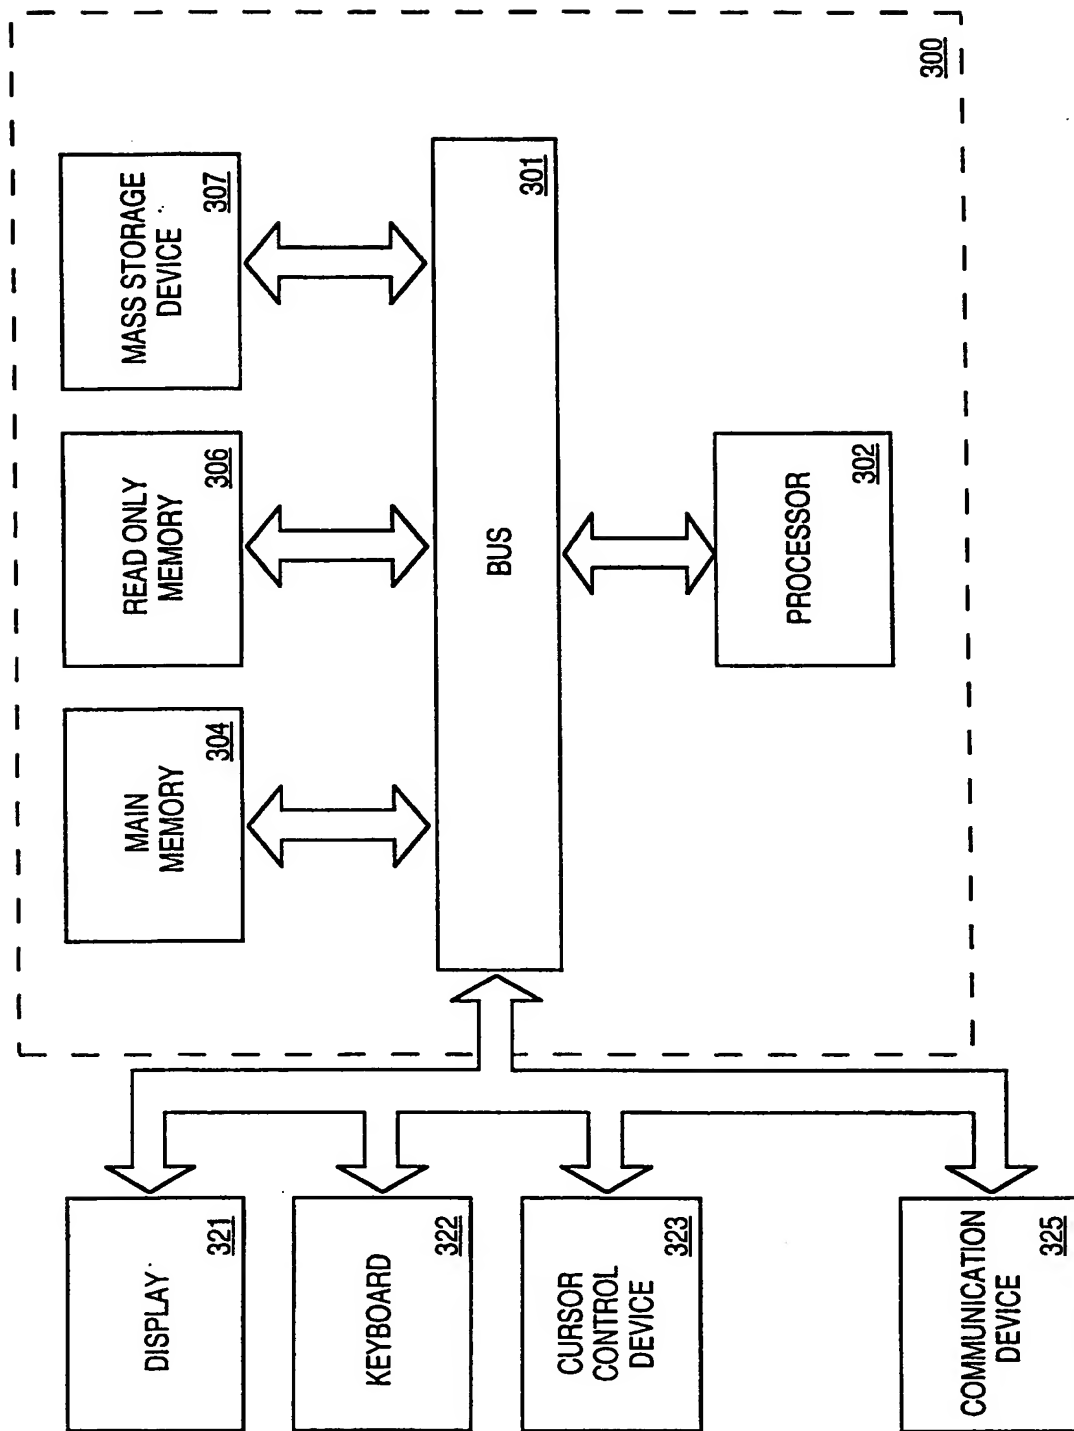 DISPLAY
321
KEYBOARD
322
CURSOR
CONTROL
DEVICE
323
COMMUNICATION
DEVICE
325
MAIN
MEMORY
304
READ ONLY
MEMORY
306
MASS STORAGE
DEVICE
307
BUS
301
PROCESSOR
302
300